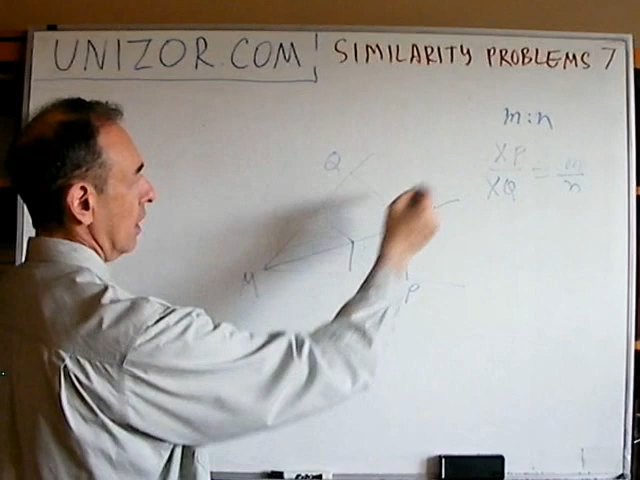 UNIZOR.COM
SIMILARITY PROBLEMS 7
m:n
XP/XQ = m/n
Q
M
P